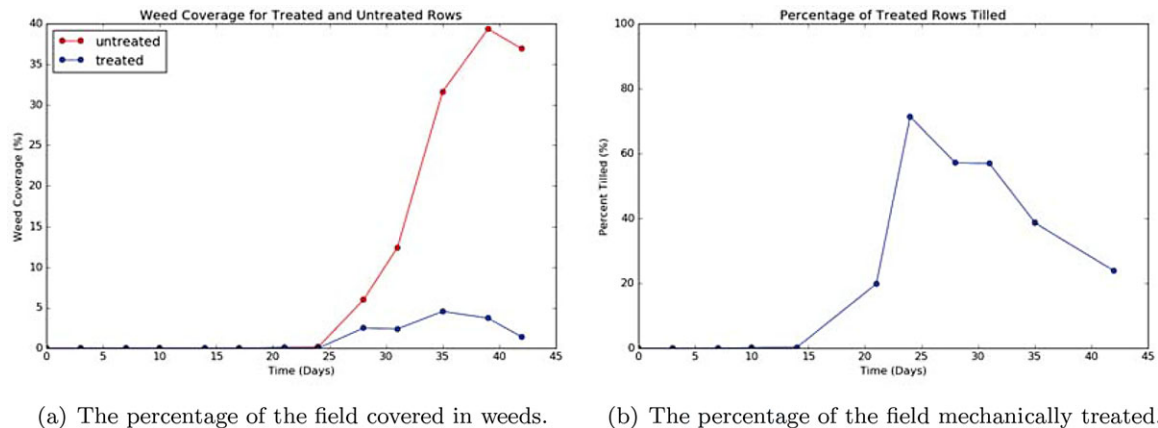 Weed Coverage for Treated and Untreated Rows
40
35
30
25
20
15
10
5
0
Weed Coverage (%)
untreated
treated
0 5 10 15 20 25 30 35 40 45
Time (Days)
(a) The percentage of the field covered in weeds.
Percentage of Treated Rows Tilled
100
80
60
40
20
0
Percent Tilled (%)
0 5 10 15 20 25 30 35 40 45
Time (Days)
(b) The percentage of the field mechanically treated.